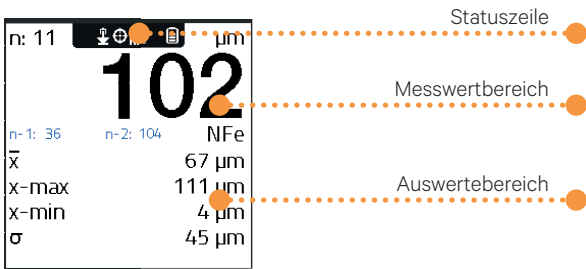 n: 11 µm
102
n-1: 36 n-2: 104 NFe
x̅ 67 µm
x-max 111 µm
x-min 4 µm
σ 45 µm
Statuszeile
Messwertbereich
Auswertebereich